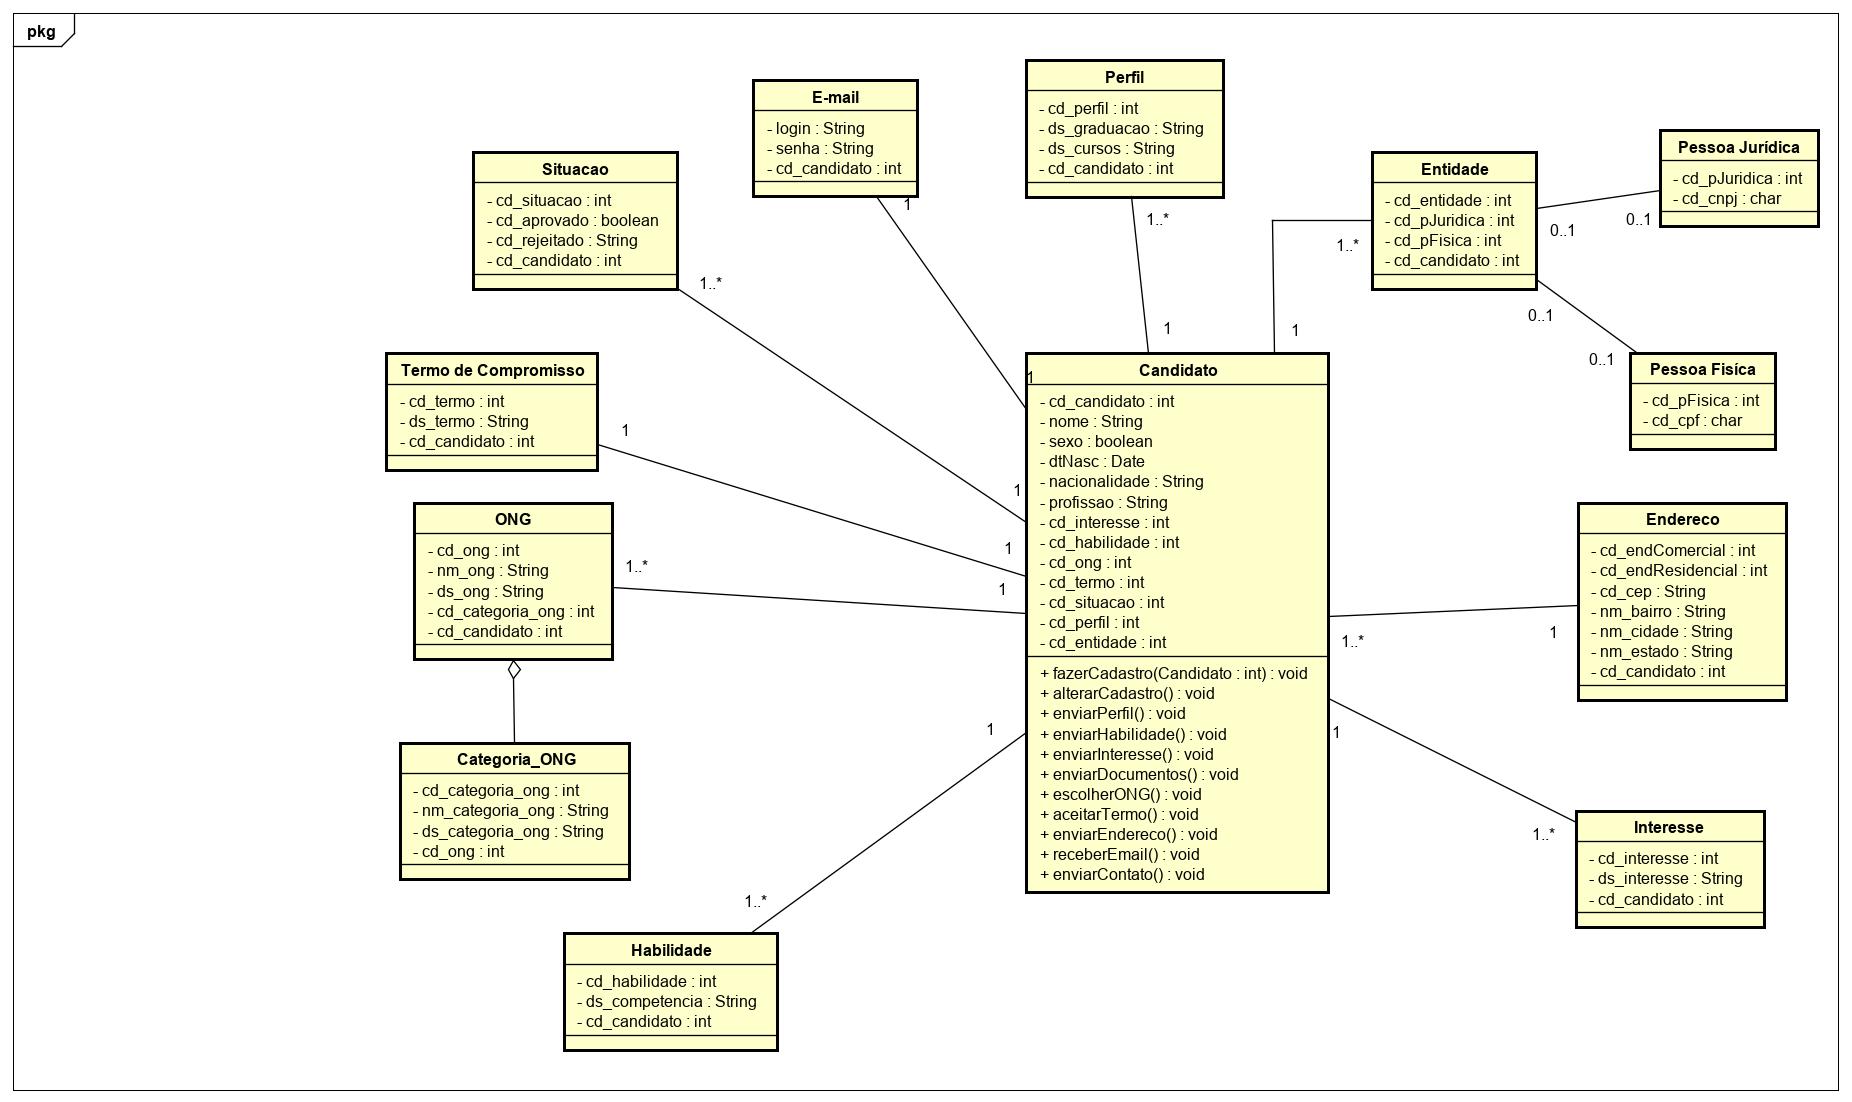 pkg
E-mail
- login : String
- senha : String
- cd_candidato : int
1
Perfil
- cd_perfil : int
- ds_graduacao : String
- ds_cursos : String
- cd_candidato : int
1..*
1
Situacao
- cd_situacao : int
- cd_aprovado : boolean
- cd_rejeitado : String
- cd_candidato : int
1..*
Entidade
- cd_entidade : int
- cd_pJuridica : int
- cd_pFisica : int
- cd_candidato : int
1..*
1
0..1
0..1
Pessoa Jurídica
- cd_pJuridica : int
- cd_cnpj : char
0..1
0..1
Pessoa Fisíca
- cd_pFisica : int
- cd_cpf : char
Termo de Compromisso
- cd_termo : int
- ds_termo : String
- cd_candidato : int
1
Candidato
1
- cd_candidato : int
- nome : String
- sexo : boolean
- dtNasc : Date
- nacionalidade : String
- profissao : String
- cd_interesse : int
- cd_habilidade : int
- cd_ong : int
- cd_termo : int
- cd_situacao : int
- cd_perfil : int
- cd_entidade : int
+ fazerCadastro(Candidato : int) : void
+ alterarCadastro() : void
+ enviarPerfil() : void
+ enviarHabilidade() : void
+ enviarInteresse() : void
+ enviarDocumentos() : void
+ escolherONG() : void
+ aceitarTermo() : void
+ enviarEndereco() : void
+ receberEmail() : void
+ enviarContato() : void
1
1
1
1
ONG
- cd_ong : int
- nm_ong : String
- ds_ong : String
- cd_categoria_ong : int
- cd_candidato : int
1..*
Endereco
- cd_endComercial : int
- cd_endResidencial : int
- cd_cep : String
- nm_bairro : String
- nm_cidade : String
- nm_estado : String
- cd_candidato : int
1..*
1
Categoria_ONG
- cd_categoria_ong : int
- nm_categoria_ong : String
- ds_categoria_ong : String
- cd_ong : int
1
1..*
Interesse
- cd_interesse : int
- ds_interesse : String
- cd_candidato : int
1..*
Habilidade
- cd_habilidade : int
- ds_competencia : String
- cd_candidato : int